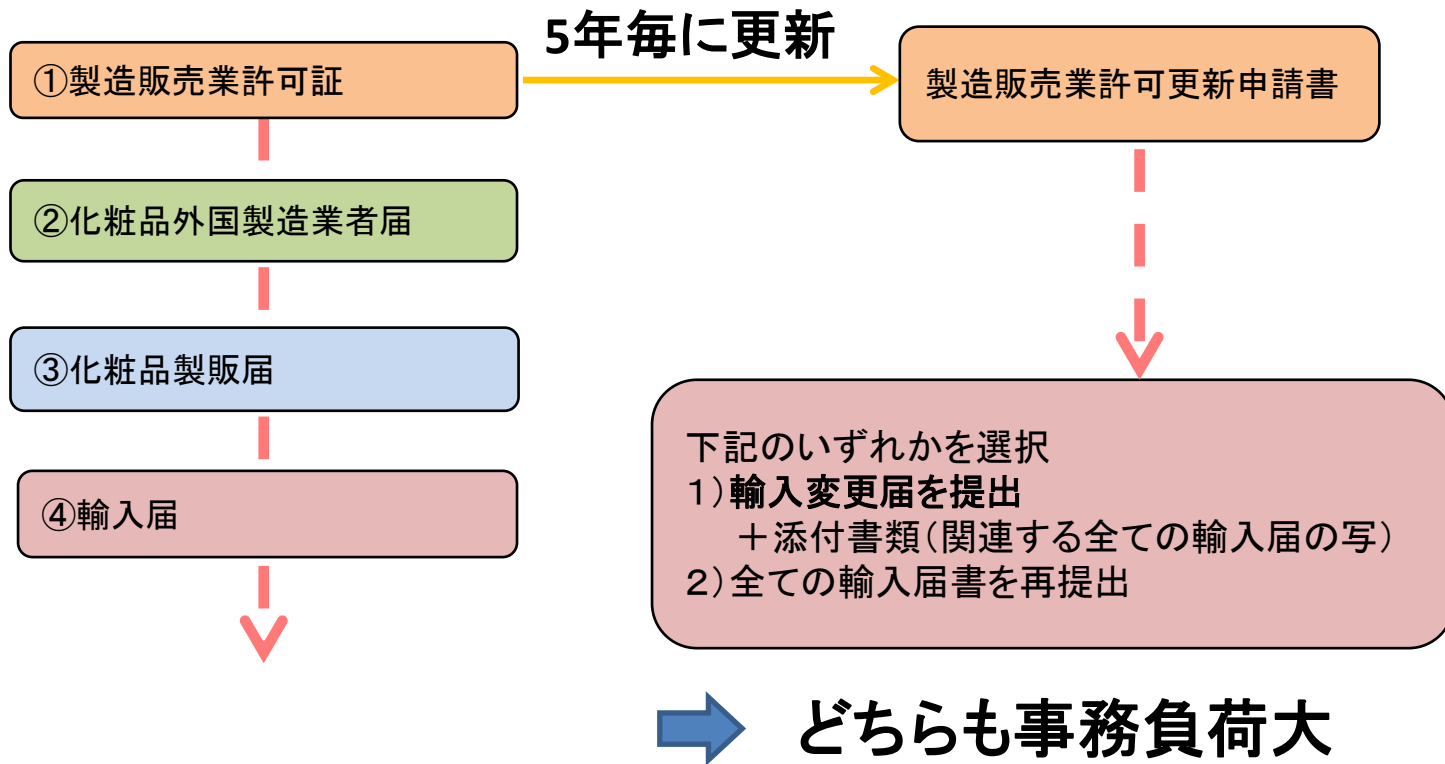 5年毎に更新
①製造販売業許可証
製造販売業許可更新申請書
②化粧品外国製造業者届
③化粧品製販届
④輸入届
下記のいずれかを選択
1)輸入変更届を提出
+添付書類(関連する全ての輸入届の写)
2)全ての輸入届書を再提出
どちらも事務負荷大